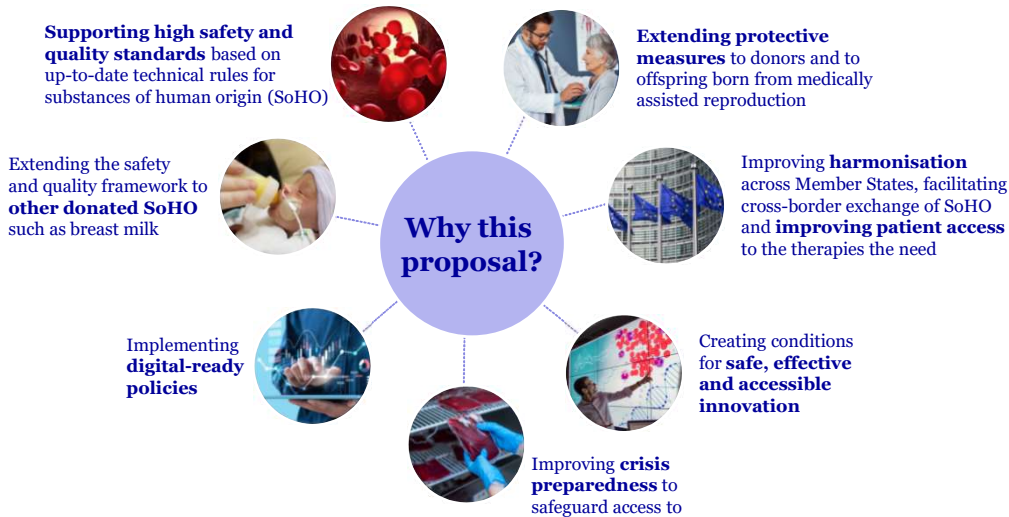 Supporting high safety and
quality standards based on
up-to-date technical rules for
substances of human origin (SoHO)
Extending protective
measures to donors and to
offspring born from medically
assisted reproduction
Extending the safety
and quality framework to
other donated SoHO
such as breast milk
Improving harmonisation
across Member States, facilitating
cross-border exchange of SoHO
and improving patient access
to the therapies the need
Why this
proposal?
Implementing
digital-ready
policies
Creating conditions
for safe, effective
and accessible
innovation
Improving crisis
preparedness to
safeguard access to